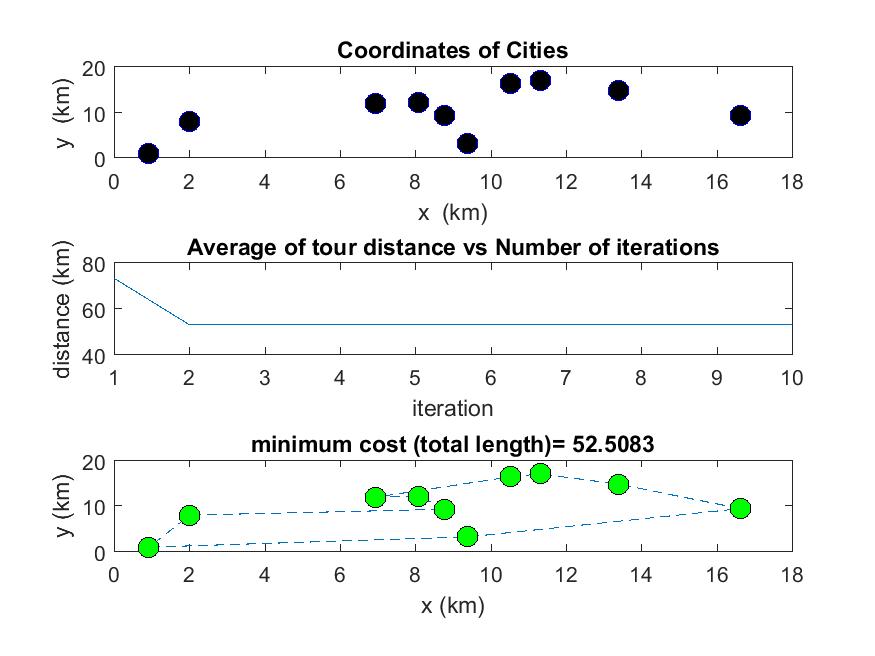 Coordinates of Cities
20
10
0
y  (km)
0 2 4 6 8 10 12 14 16 18
x  (km)
Average of tour distance vs Number of iterations
80
60
40
distance (km)
1 2 3 4 5 6 7 8 9 10
iteration
minimum cost (total length)= 52.5083
20
10
0
y (km)
0 2 4 6 8 10 12 14 16 18
x (km)